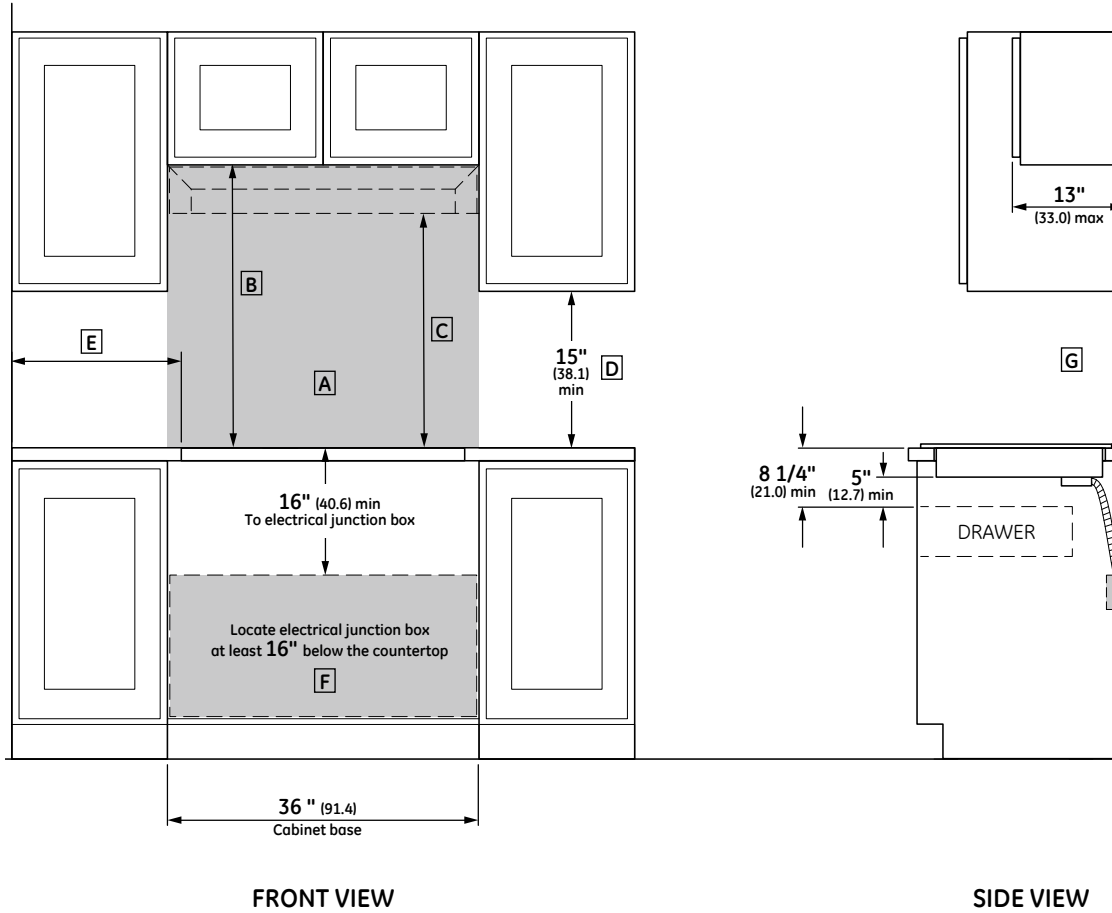 13"
(33.0) max
B
C
E
15"
(38.1)
min
D
G
A
8 1/4"
(21.0) min
5"
(12.7) min
16" (40.6) min
To electrical junction box
DRAWER
Locate electrical junction box
at least 16" below the countertop
F
36 " (91.4)
Cabinet base
FRONT VIEW
SIDE VIEW